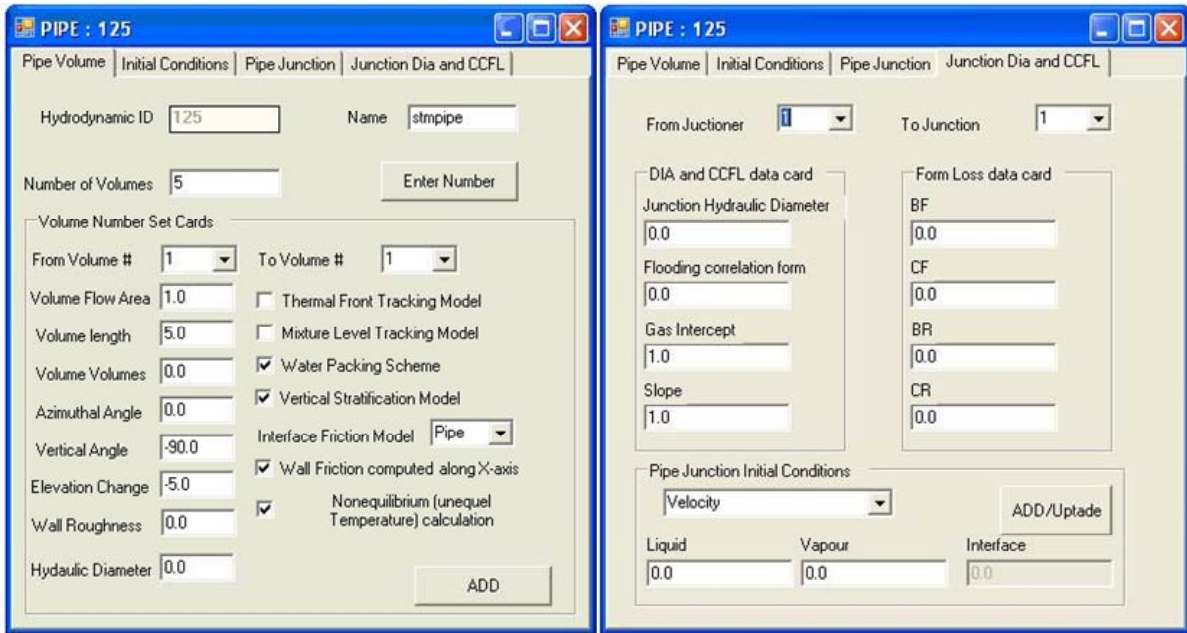 PIPE : 125
Pipe Volume Initial Conditions Pipe Junction Junction Dia and CCFL
Hydrodynamic ID 125 Name stmpipe
Number of Volumes 5 Enter Number
Volume Number Set Cards
From Volume # 1 To Volume # 1
Volume Flow Area 1.0 Thermal Front Tracking Model
Volume length 5.0 Mixture Level Tracking Model
Volume Volumes 0.0 Water Packing Scheme
Azimuthal Angle 0.0 Vertical Stratification Model
Vertical Angle -90.0 Interface Friction Model Pipe
Elevation Change -5.0 Wall Friction computed along X-axis
Wall Roughness 0.0 Nonequilibrium (unequel
Temperature) calculation
Hydaulic Diameter 0.0 ADD
PIPE : 125
Pipe Volume Initial Conditions Pipe Junction Junction Dia and CCFL
From Juctioner 1 To Junction 1
DIA and CCFL data card
Junction Hydraulic Diameter
0.0
Flooding correlation form
0.0
Gas Intercept
1.0
Slope
1.0
Form Loss data card
BF
0.0
CF
0.0
BR
0.0
CR
0.0
Pipe Junction Initial Conditions
Velocity ADD/Uptade
Liquid Vapour Interface
0.0 0.0 0.0